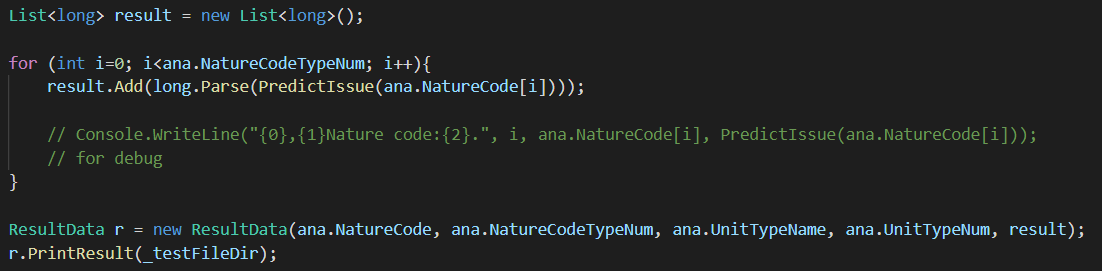 List<long> result = new List<long>();
for (int i=0; i<ana.NatureCodeTypeNum; i++){
result.Add(long.Parse(PredictIssue(ana.NatureCode[i])));
// Console.WriteLine("{0},{1}Nature code:{2}.", i, ana.NatureCode[i], PredictIssue(ana.NatureCode[i]));
// for debug
}
ResultData r = new ResultData(ana.NatureCode, ana.NatureCodeTypeNum, ana.UnitTypeName, ana.UnitTypeNum, result);
r.PrintResult(_testFileDir);